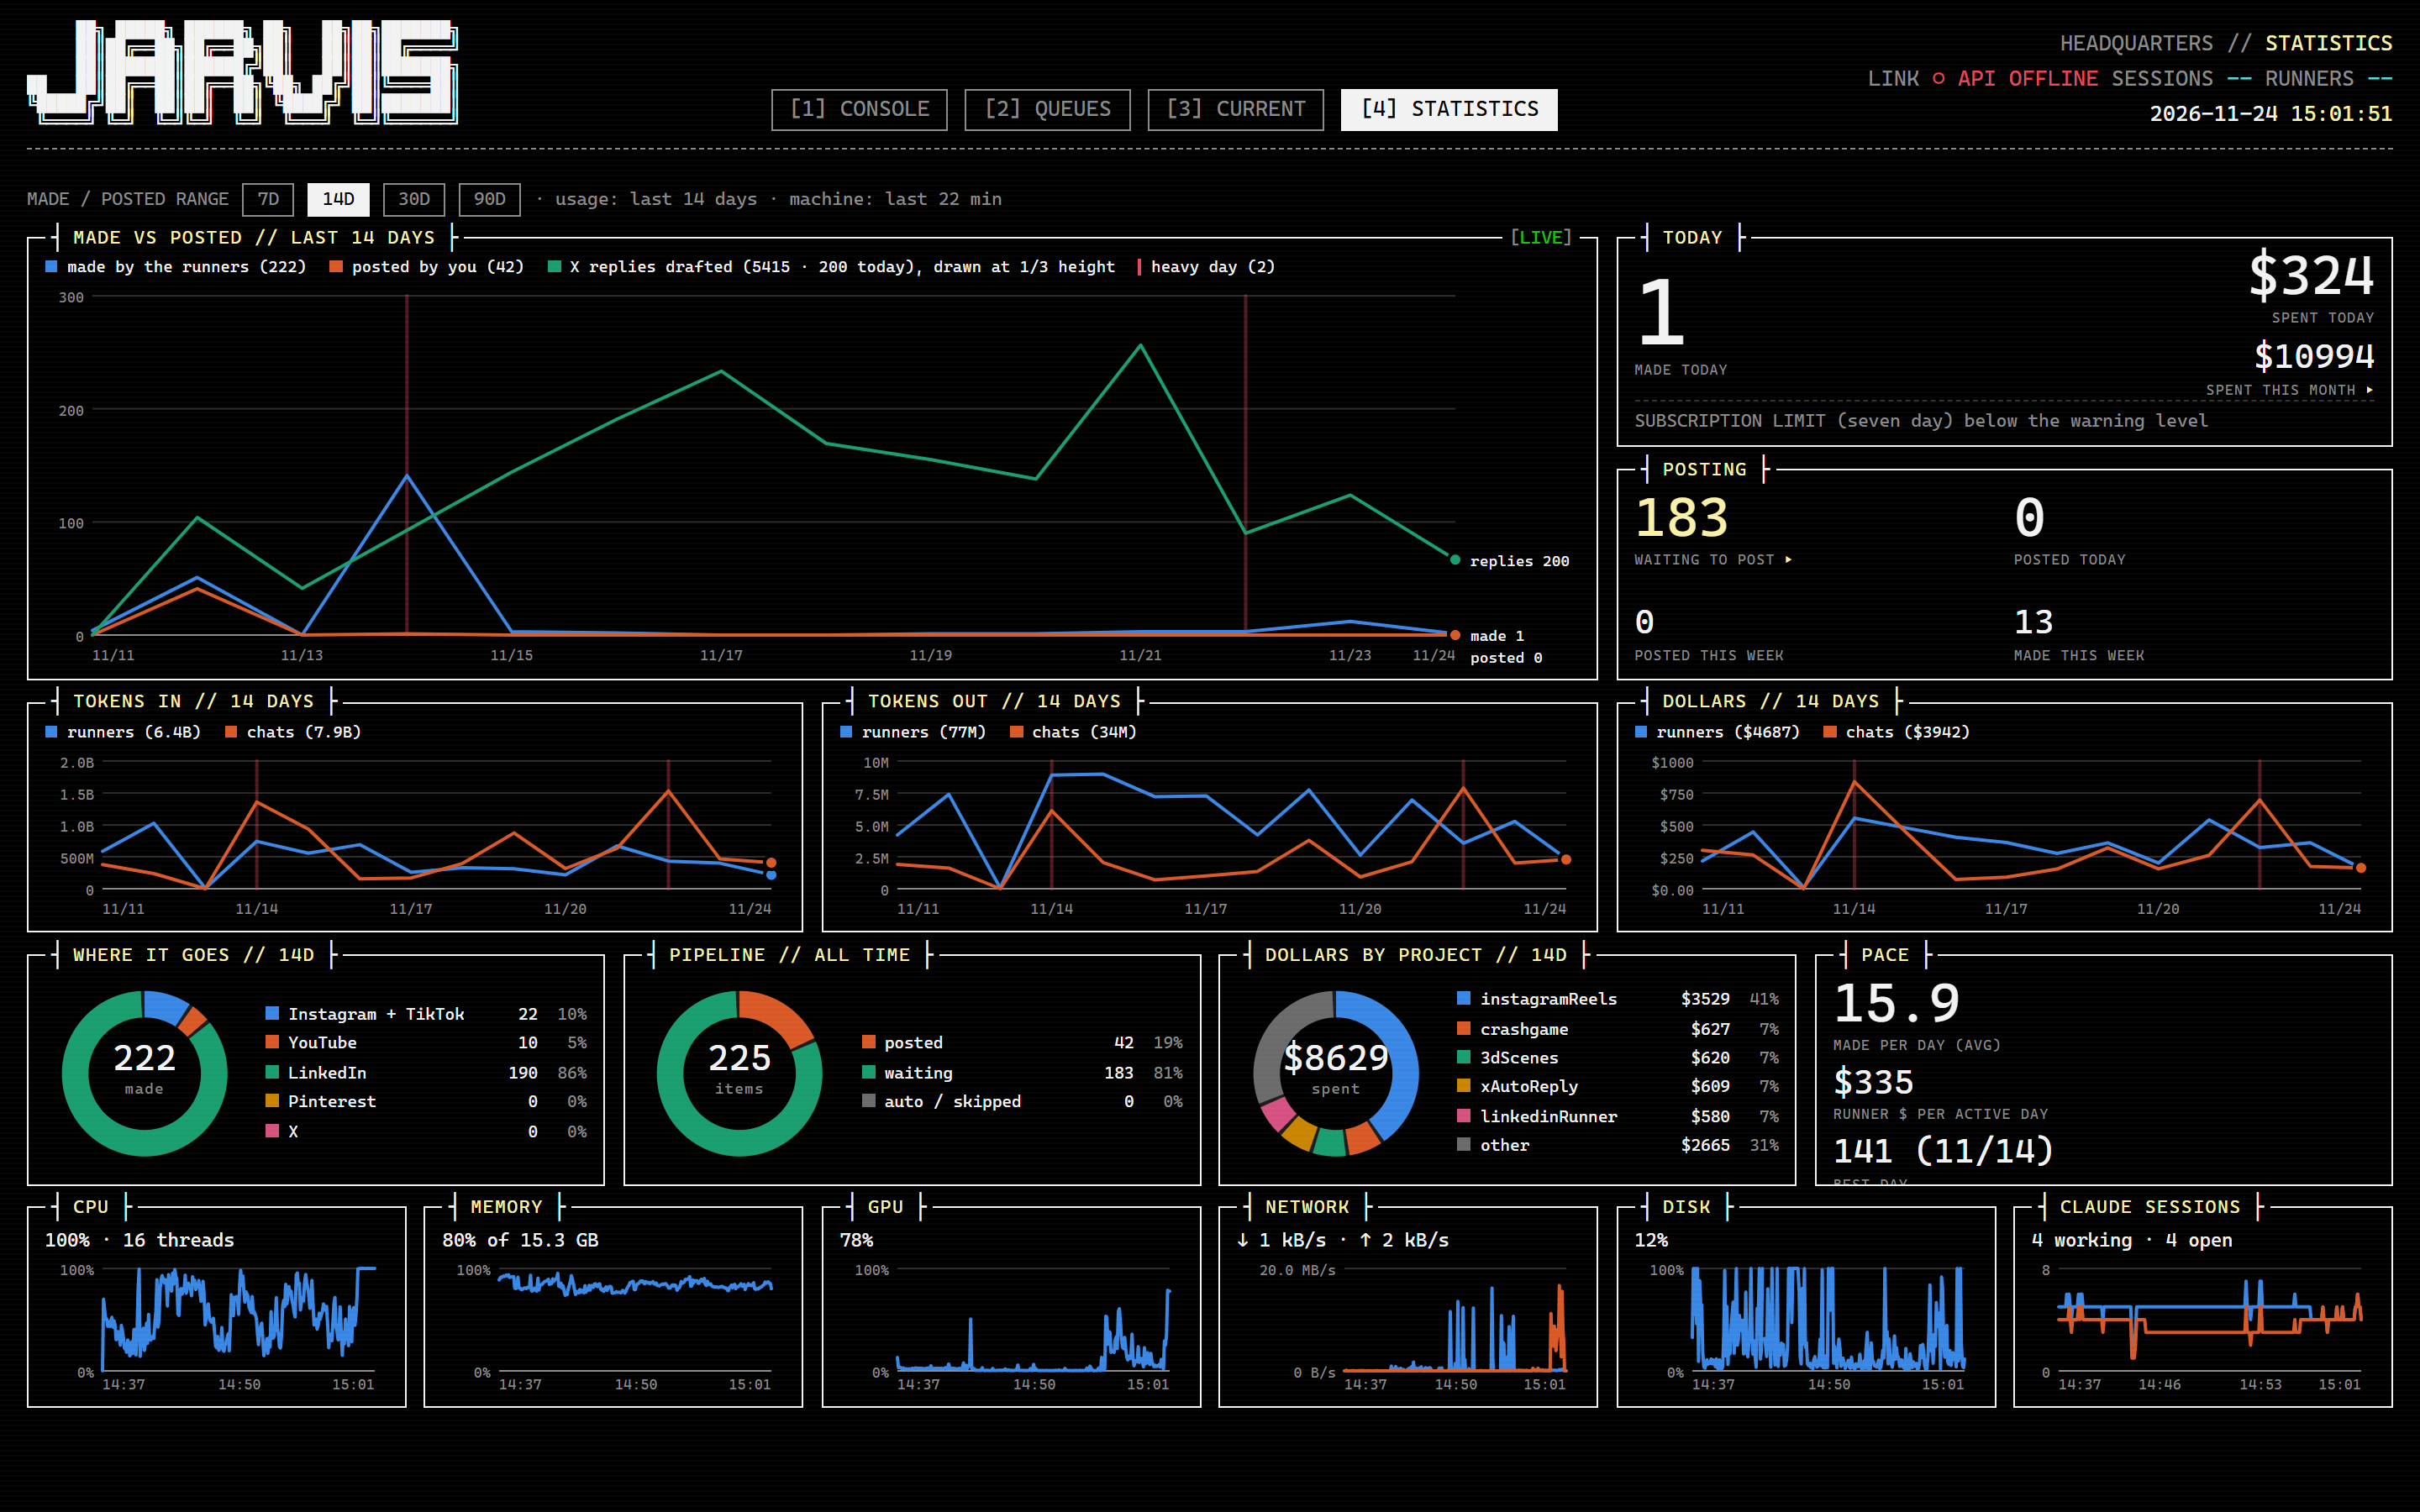 JARVIS
HEADQUARTERS // STATISTICS
LINK ○ API OFFLINE SESSIONS -- RUNNERS --
[1] CONSOLE [2] QUEUES [3] CURRENT [4] STATISTICS
2026-11-24 15:01:51
MADE / POSTED RANGE 7D 14D 30D 90D · usage: last 14 days · machine: last 22 min
MADE VS POSTED // LAST 14 DAYS [LIVE]
made by the runners (222) posted by you (42) X replies drafted (5415 · 200 today), drawn at 1/3 height heavy day (2)
300
200
100
0
replies 200
made 1
posted 0
11/11 11/13 11/15 11/17 11/19 11/21 11/23 11/24
TODAY
1
MADE TODAY
$324
SPENT TODAY
$10994
SPENT THIS MONTH ▸
SUBSCRIPTION LIMIT (seven day) below the warning level
POSTING
183 0
WAITING TO POST ▸ POSTED TODAY
0 13
POSTED THIS WEEK MADE THIS WEEK
TOKENS IN // 14 DAYS
runners (6.4B) chats (7.9B)
2.0B
1.5B
1.0B
500M
0
11/11 11/14 11/17 11/20 11/24
TOKENS OUT // 14 DAYS
runners (77M) chats (34M)
10M
7.5M
5.0M
2.5M
0
11/11 11/14 11/17 11/20 11/24
DOLLARS // 14 DAYS
runners ($4687) chats ($3942)
$1000
$750
$500
$250
$0.00
11/11 11/14 11/17 11/20 11/24
WHERE IT GOES // 14D
222
made
Instagram + TikTok 22 10%
YouTube 10 5%
LinkedIn 190 86%
Pinterest 0 0%
X 0 0%
PIPELINE // ALL TIME
225
items
posted 42 19%
waiting 183 81%
auto / skipped 0 0%
DOLLARS BY PROJECT // 14D
$8629
spent
instagramReels $3529 41%
crashgame $627 7%
3dScenes $620 7%
xAutoReply $609 7%
linkedinRunner $580 7%
other $2665 31%
PACE
15.9
MADE PER DAY (AVG)
$335
RUNNER $ PER ACTIVE DAY
141 (11/14)
BEST DAY
CPU
100% · 16 threads
100%
0%
14:37 14:50 15:01
MEMORY
80% of 15.3 GB
100%
0%
14:37 14:50 15:01
GPU
78%
100%
0%
14:37 14:50 15:01
NETWORK
↓ 1 kB/s · ↑ 2 kB/s
20.0 MB/s
0 B/s
14:37 14:50 15:01
DISK
12%
100%
0%
14:37 14:50 15:01
CLAUDE SESSIONS
4 working · 4 open
8
0
14:37 14:46 14:53 15:01